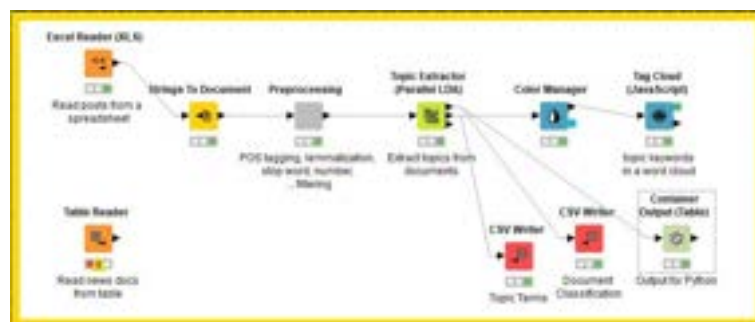 Excel Reader (XLS)
Read posts from a
spreadsheet
Strings To Document
Preprocessing
POS tagging, lemmatization,
stop word, number,
...filtering
Topic Extractor
(Parallel LDA)
Extract topics from
documents
Color Manager
Tag Cloud
(JavaScript)
topic keywords
in a word cloud
Table Reader
Read news docs
from table
CSV Writer
Topic Terms
CSV Writer
Document
Classification
Container
Output (Table)
Output for Python